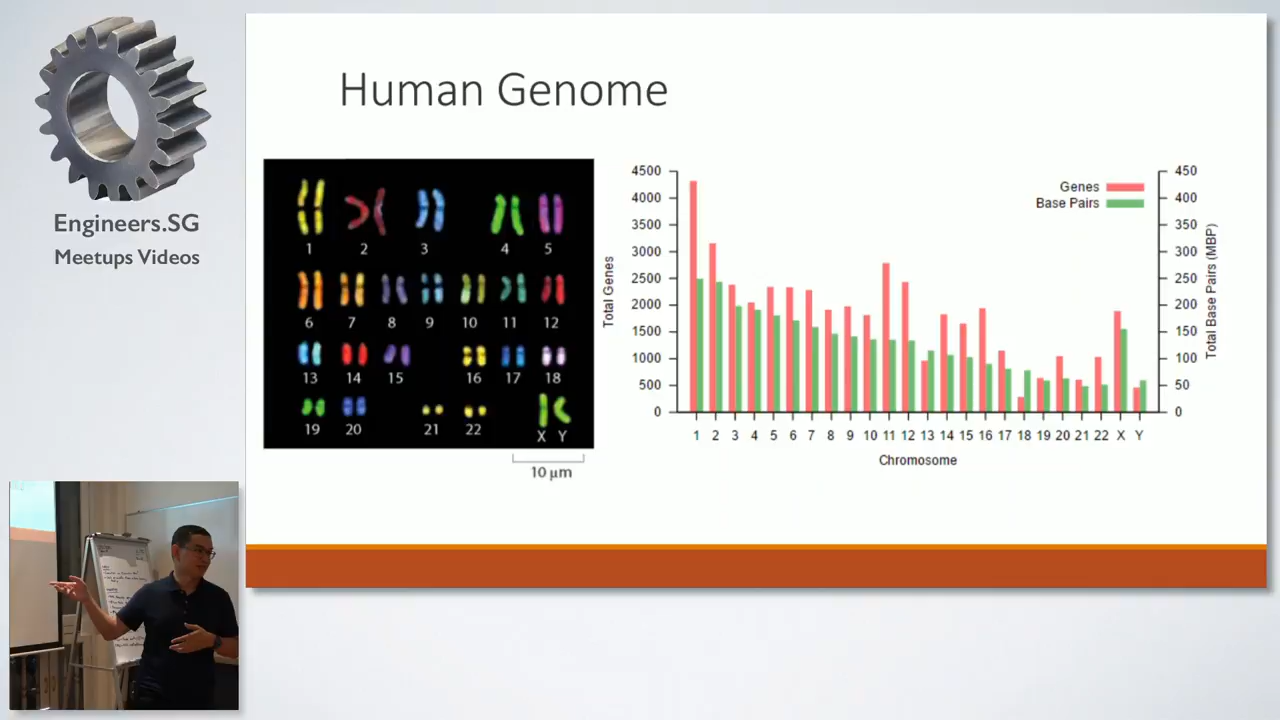 Engineers.SG
Meetups Videos
Human Genome
1 2 3 4 5
6 7 8 9 10 11 12
13 14 15 16 17 18
19 20 21 22 X Y
10 µm
Genes
Base Pairs
Total Genes
4500
4000
3500
3000
2500
2000
1500
1000
500
0
450
400
350
300
250
200
150
100
50
0
Total Base Pairs (MBP)
1 2 3 4 5 6 7 8 9 10 11 12 13 14 15 16 17 18 19 20 21 22 X Y
Chromosome